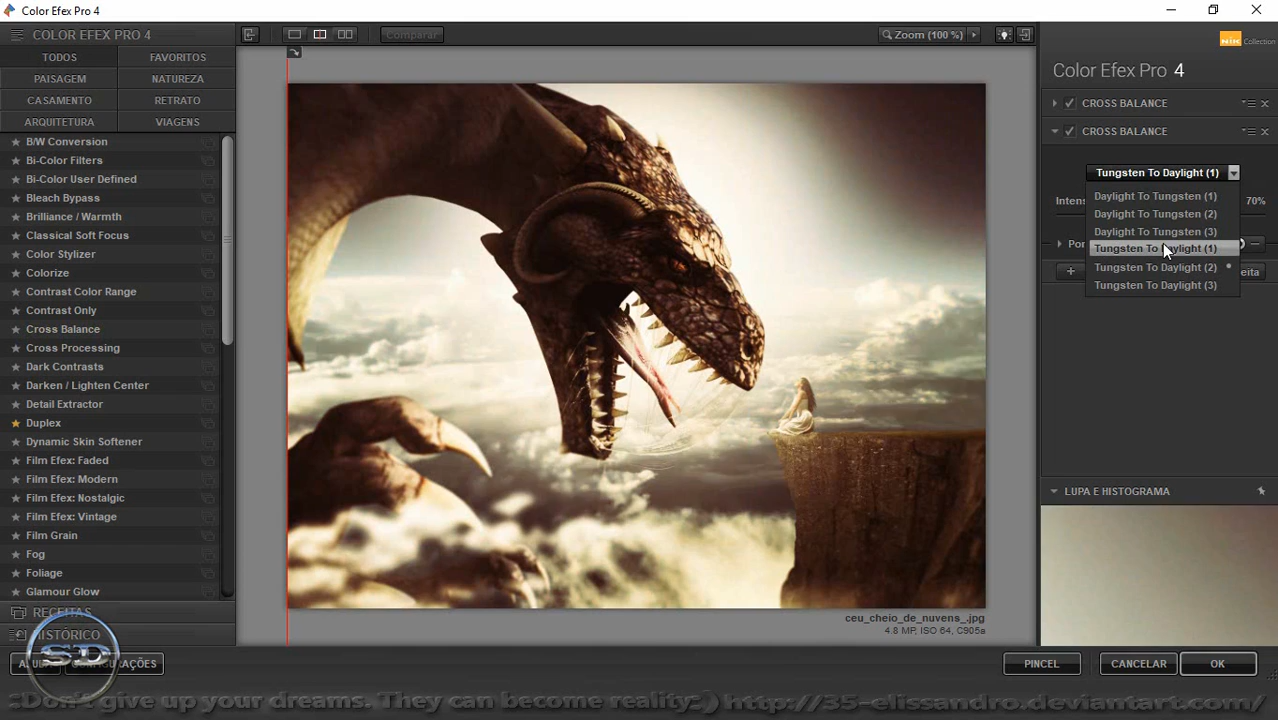 Color Efex Pro 4
COLOR EFEX PRO 4
TODOS
FAVORITOS
PAISAGEM
NATUREZA
CASAMENTO
RETRATO
ARQUITETURA
VIAGENS
B/W Conversion
Bi-Color Filters
Bi-Color User Defined
Bleach Bypass
Brilliance / Warmth
Classical Soft Focus
Color Stylizer
Colorize
Contrast Color Range
Contrast Only
Cross Balance
Cross Processing
Dark Contrasts
Darken / Lighten Center
Detail Extractor
Duplex
Dynamic Skin Softener
Film Efex: Faded
Film Efex: Modern
Film Efex: Nostalgic
Film Efex: Vintage
Film Grain
Fog
Foliage
Glamour Glow
RECEITAS
HISTÓRICO
SD
Comparar
Zoom (100 %)
ceu_cheio_de_nuvens_.jpg
4.8 MP, ISO 64, C905a
Nik Collection
Color Efex Pro 4
CROSS BALANCE
CROSS BALANCE
Tungsten To Daylight (1)
Daylight To Tungsten (1)
Daylight To Tungsten (2)
Daylight To Tungsten (3)
Tungsten To Daylight (1)
Tungsten To Daylight (2)
Tungsten To Daylight (3)
70%
LUPA E HISTOGRAMA
PINCEL
CANCELAR
OK
:Don't give up your dreams. They can become reality:) http://35-elissandro.deviantart.com/